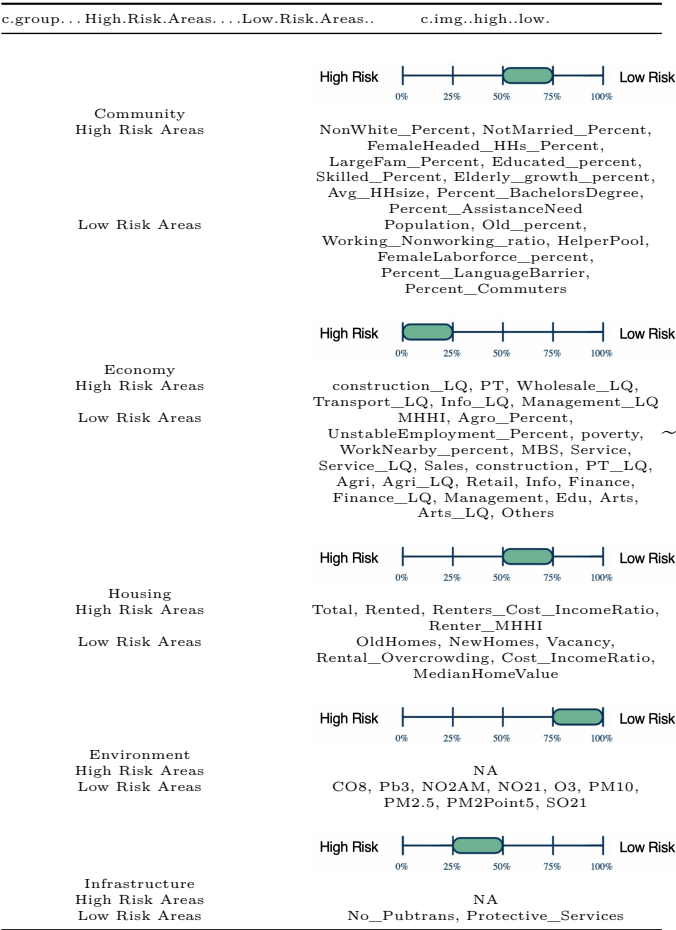 c.group... High.Risk.Areas....Low.Risk.Areas.. c.img..high..low.
High Risk Low Risk
0% 25% 50% 75% 100%
Community
High Risk Areas NonWhite_Percent, NotMarried_Percent,
FemaleHeaded_HHs_Percent,
LargeFam_Percent, Educated_percent,
Skilled_Percent, Elderly_growth_percent,
Avg_HHsize, Percent_BachelorsDegree,
Percent_AssistanceNeed
Low Risk Areas Population, Old_percent,
Working_Nonworking_ratio, HelperPool,
FemaleLaborforce_percent,
Percent_LanguageBarrier,
Percent_Commuters
High Risk Low Risk
0% 25% 50% 75% 100%
Economy
High Risk Areas construction_LQ, PT, Wholesale_LQ,
Transport_LQ, Info_LQ, Management_LQ
Low Risk Areas MHHI, Agro_Percent,
UnstableEmployment_Percent, poverty, ~
WorkNearby_percent, MBS, Service,
Service_LQ, Sales, construction, PT_LQ,
Agri, Agri_LQ, Retail, Info, Finance,
Finance_LQ, Management, Edu, Arts,
Arts_LQ, Others
High Risk Low Risk
0% 25% 50% 75% 100%
Housing
High Risk Areas Total, Rented, Renters_Cost_IncomeRatio,
Renter_MHHI
Low Risk Areas OldHomes, NewHomes, Vacancy,
Rental_Overcrowding, Cost_IncomeRatio,
MedianHomeValue
High Risk Low Risk
0% 25% 50% 75% 100%
Environment
High Risk Areas NA
Low Risk Areas CO8, Pb3, NO2AM, NO21, O3, PM10,
PM2.5, PM2Point5, SO21
High Risk Low Risk
0% 25% 50% 75% 100%
Infrastructure
High Risk Areas NA
Low Risk Areas No_Pubtrans, Protective_Services